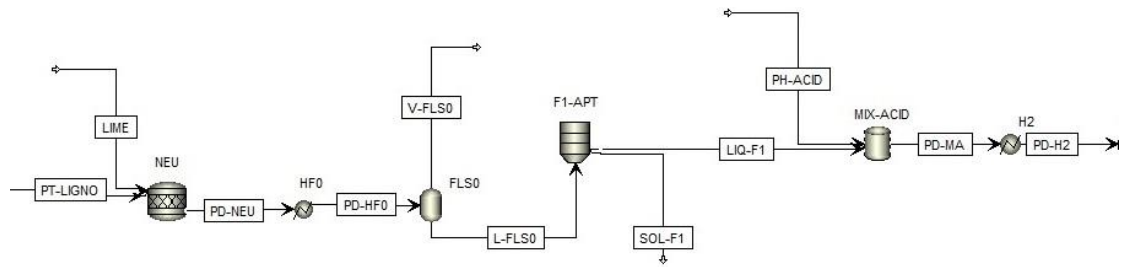 F1-APT
PH-ACID
V-FLS0
MIX-ACID
H2
LIME
LIQ-F1
PD-MA
PD-H2
NEU
HF0
FLS0
PT-LIGNO
PD-NEU
PD-HF0
L-FLS0
SOL-F1